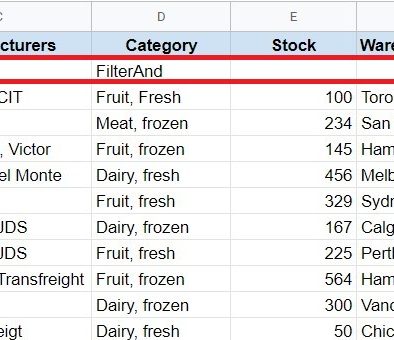 C D E
cturers Category Stock Ware
FilterAnd
CIT Fruit, Fresh 100 Toro
Meat, frozen 234 San
, Victor Fruit, frozen 145 Ham
el Monte Dairy, fresh 456 Melb
Fruit, fresh 329 Sydn
JDS Dairy, frozen 167 Calg
JDS Fruit, fresh 225 Perth
Transfreight Fruit, frozen 564 Ham
Dairy, frozen 300 Vanc
eigt Dairy, fresh 50 Chic